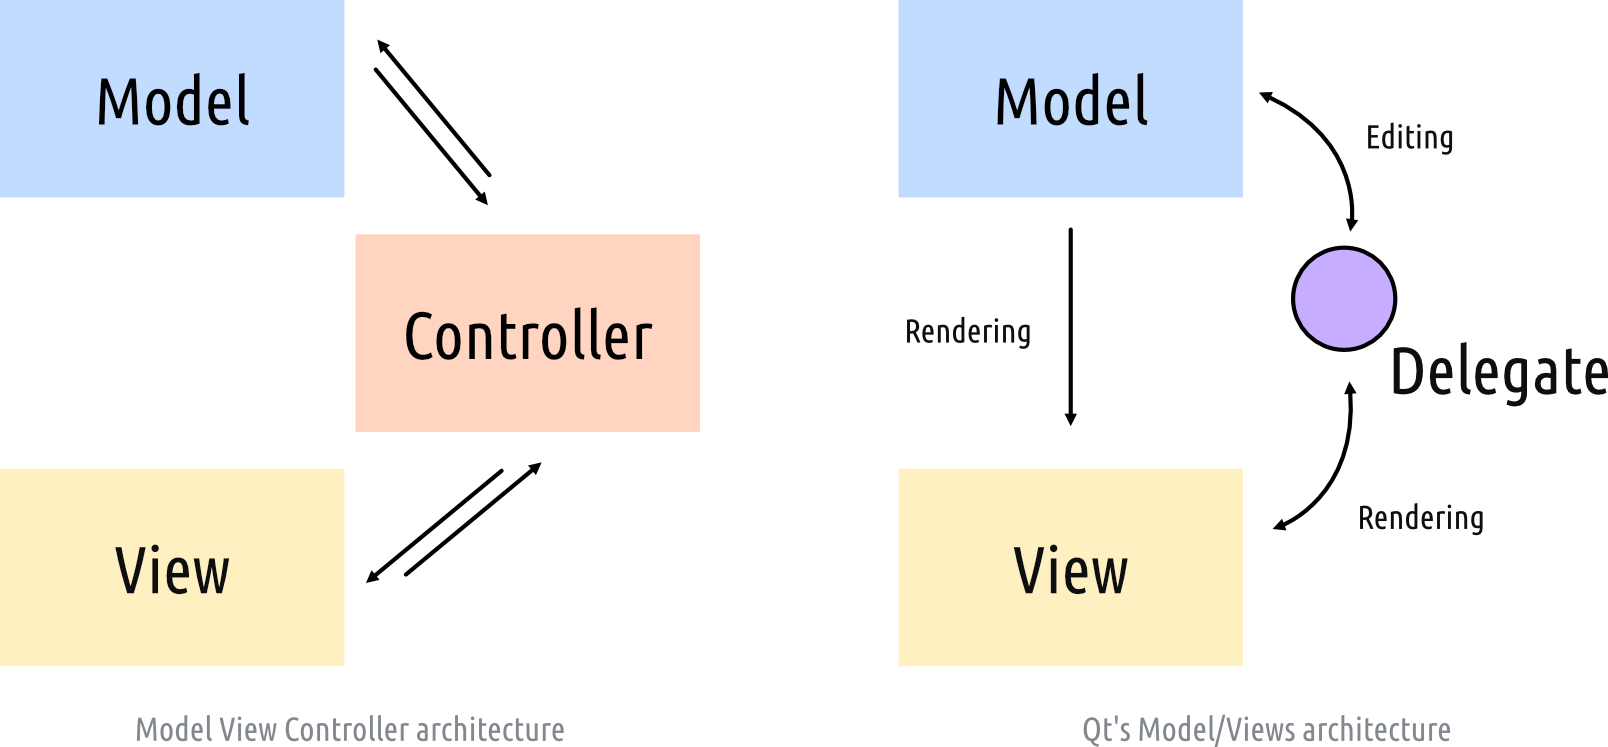 Model
Controller
View
Model View Controller architecture
Model
Editing
Rendering
Delegate
Rendering
View
Qt's Model/Views architecture